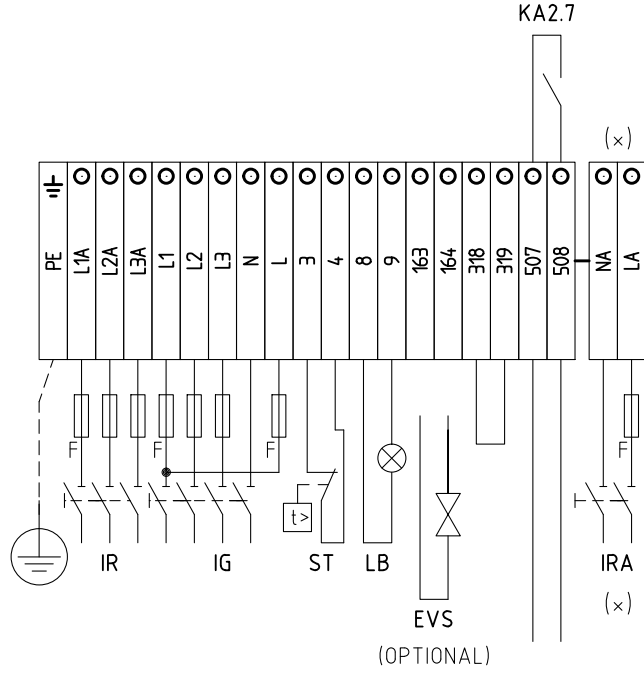 KA2.7
(×)
PE L1A L2A L3A L1 L2 L3 N L 3 4 8 9 163 164 318 319 507 508 NA LA
F F F F
t>
IR IG ST LB IRA
EVS (×)
(OPTIONAL)